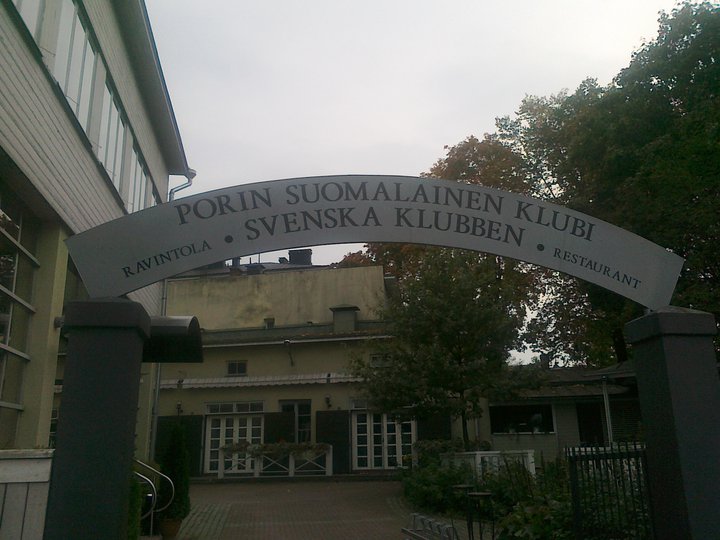 PORIN SUOMALAINEN KLUBI
RAVINTOLA • SVENSKA KLUBBEN • RESTAURANT